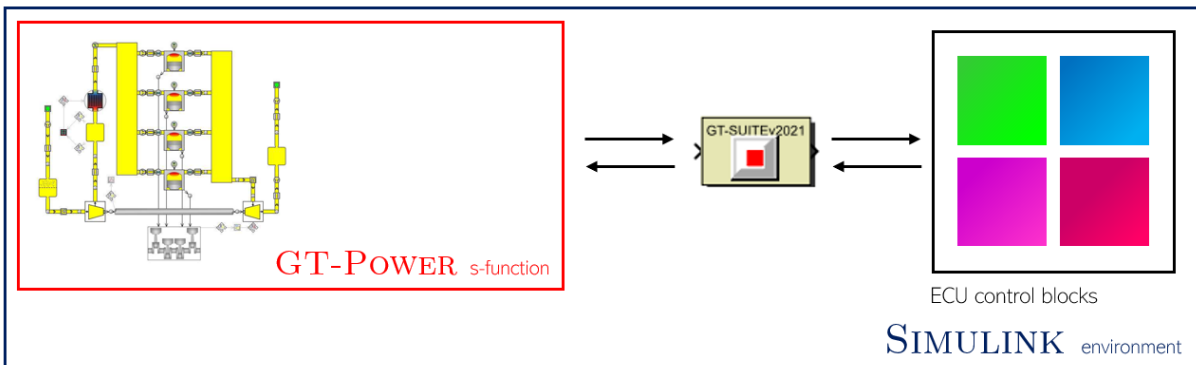 GT-SUITEv2021
GT-POWER s-function
ECU control blocks
SIMULINK environment